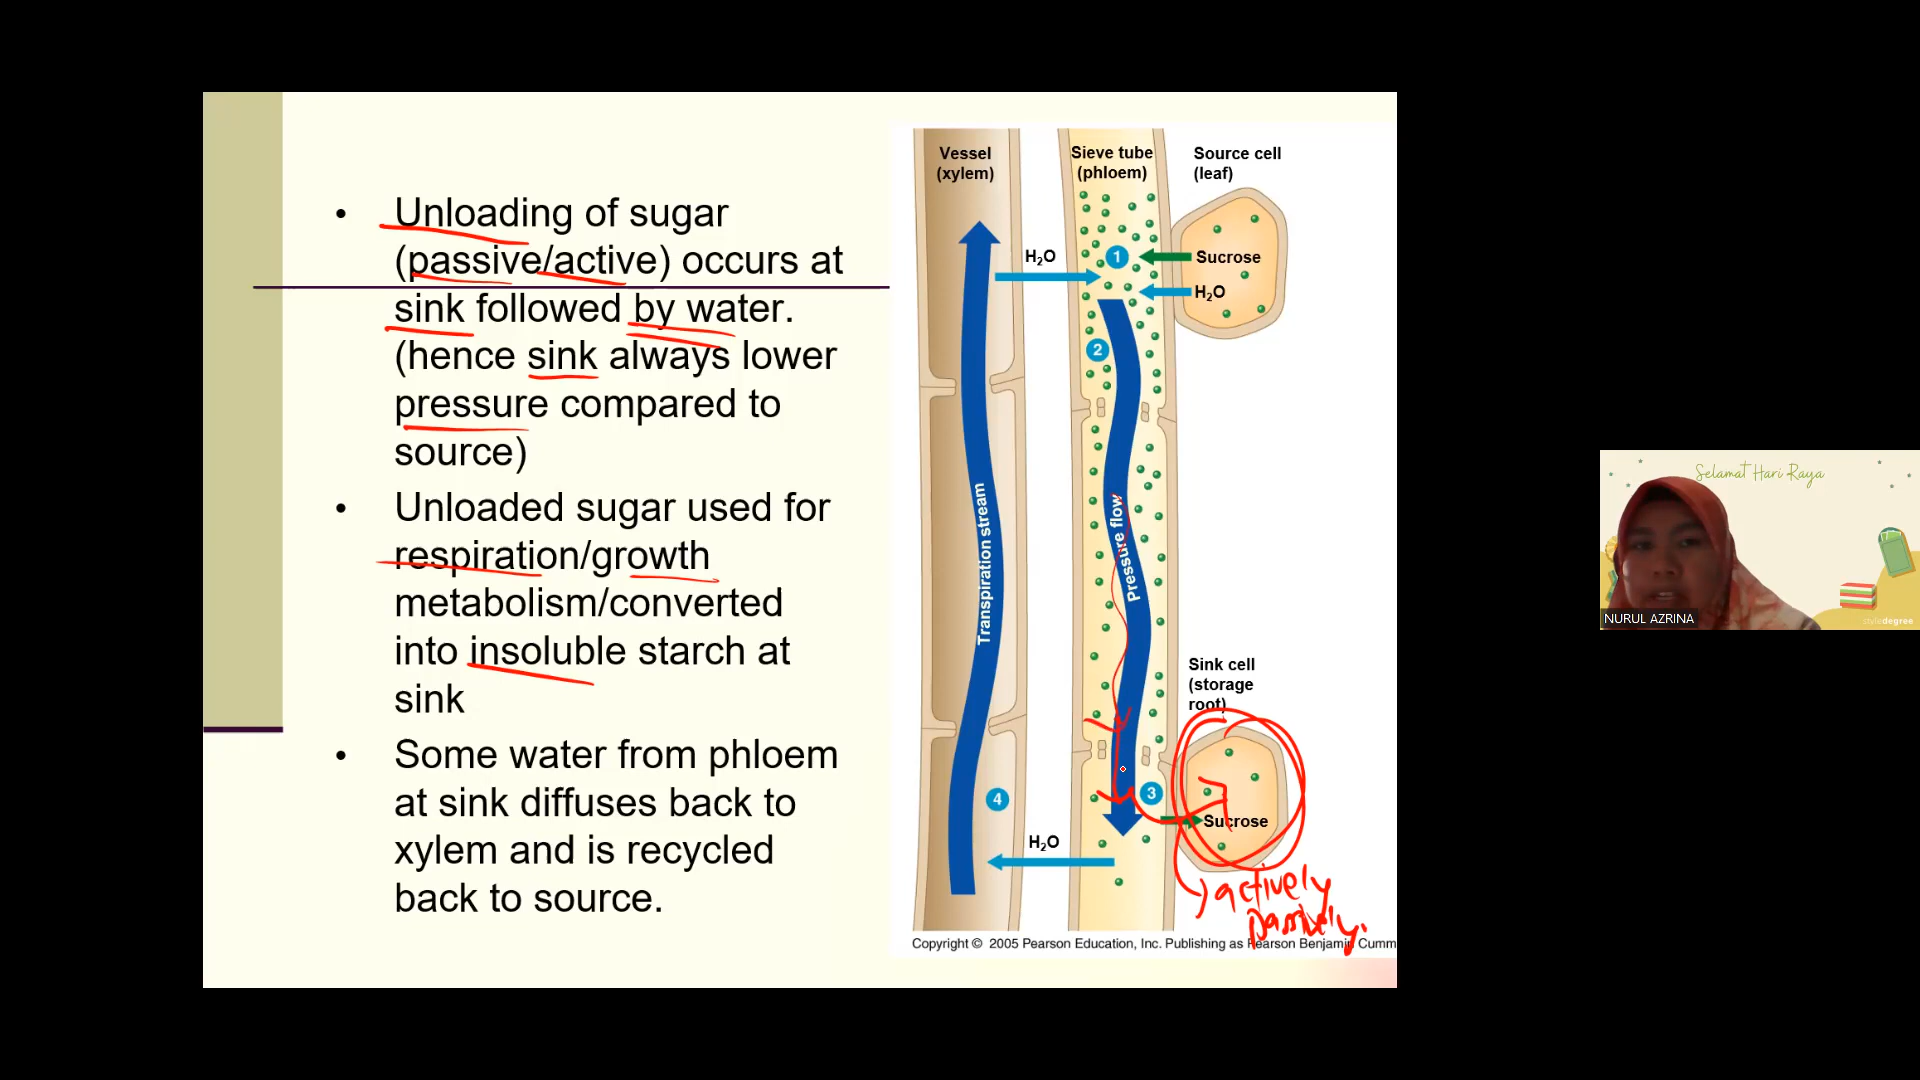 • Unloading of sugar
(passive/active) occurs at
sink followed by water.
(hence sink always lower
pressure compared to
source)
• Unloaded sugar used for
respiration/growth
metabolism/converted
into insoluble starch at
sink
• Some water from phloem
at sink diffuses back to
xylem and is recycled
back to source.
Vessel
(xylem)
Sieve tube
(phloem)
Source cell
(leaf)
H₂O
1
Sucrose
H₂O
2
Transpiration stream
Pressure flow
Sink cell
(storage
root)
4
3
Sucrose
H₂O
actively
passively.
Copyright © 2005 Pearson Education, Inc. Publishing as Pearson Benjamin Cumm
Selamat Hari Raya
NURUL AZRINA
styledegree